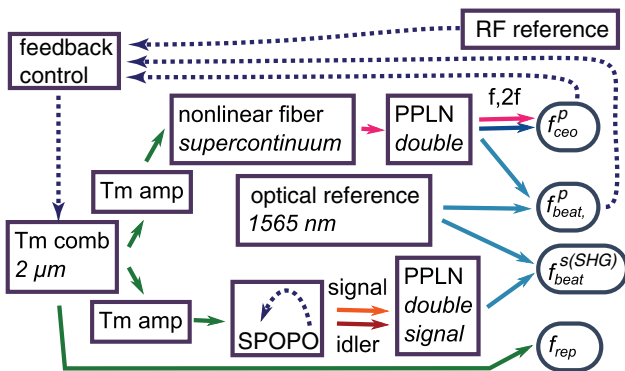 RF reference
feedback
control
nonlinear fiber
supercontinuum
PPLN
double
f,2f
f^p_ceo
Tm amp
optical reference
1565 nm
f^p_beat,
Tm comb
2 µm
f^s(SHG)_beat
Tm amp
SPOPO
signal
idler
PPLN
double
signal
f_rep